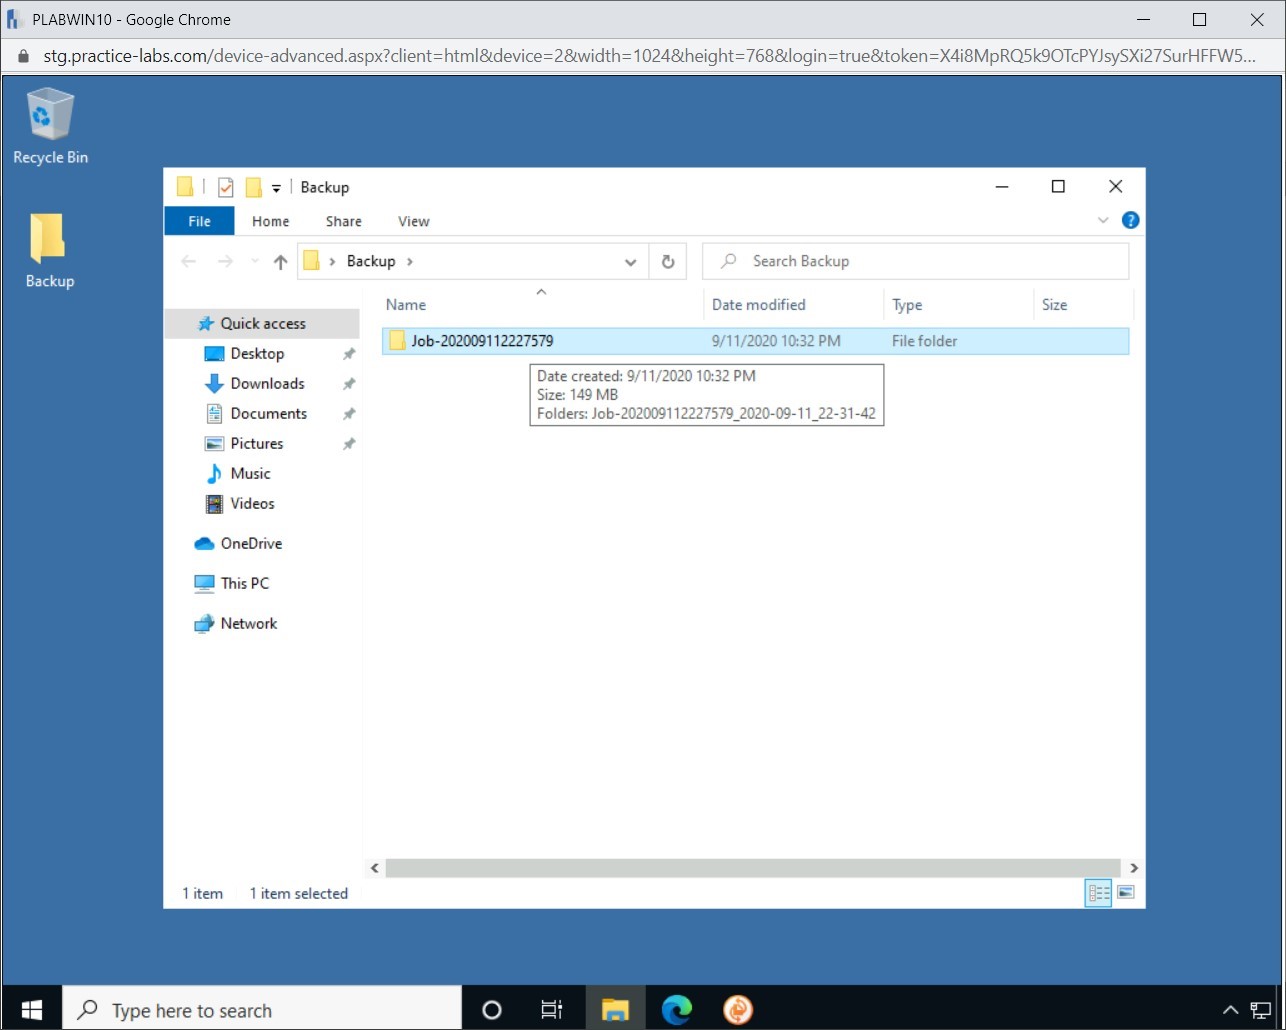 PLABWIN10 - Google Chrome
stg.practice-labs.com/device-advanced.aspx?client=html&device=2&width=1024&height=768&login=true&token=X4i8MpRQ5k9OTcPYJsySXi27SurHFFW5...
Recycle Bin
Backup
Backup
File Home Share View
Backup
Search Backup
Name Date modified Type Size
Quick access
Job-202009112227579 9/11/2020 10:32 PM File folder
Desktop
Date created: 9/11/2020 10:32 PM
Size: 149 MB
Folders: Job-202009112227579_2020-09-11_22-31-42
Downloads
Documents
Pictures
Music
Videos
OneDrive
This PC
Network
1 item 1 item selected
Type here to search